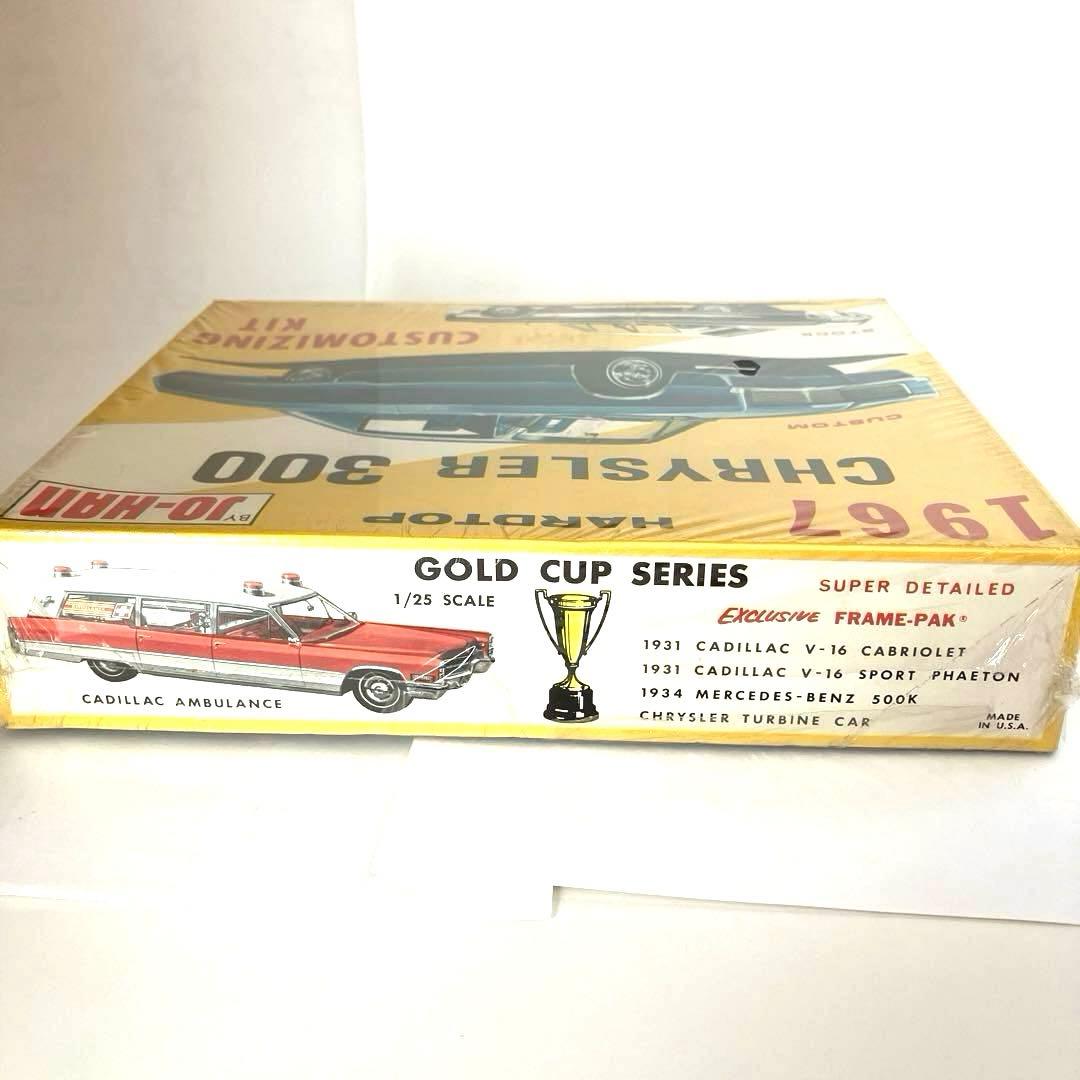 CUSTOMIZING
KIT
STOCK
CUSTOM
CHRYSLER 300
1967
HARDTOP
BY JO-HAN
GOLD CUP SERIES
1/25 SCALE
AMBULANCE
CADILLAC AMBULANCE
SUPER DETAILED
EXCLUSIVE FRAME-PAK®
1931 CADILLAC V-16 CABRIOLET
1931 CADILLAC V-16 SPORT PHAETON
1934 MERCEDES-BENZ 500K
CHRYSLER TURBINE CAR
MADE
IN U.S.A.